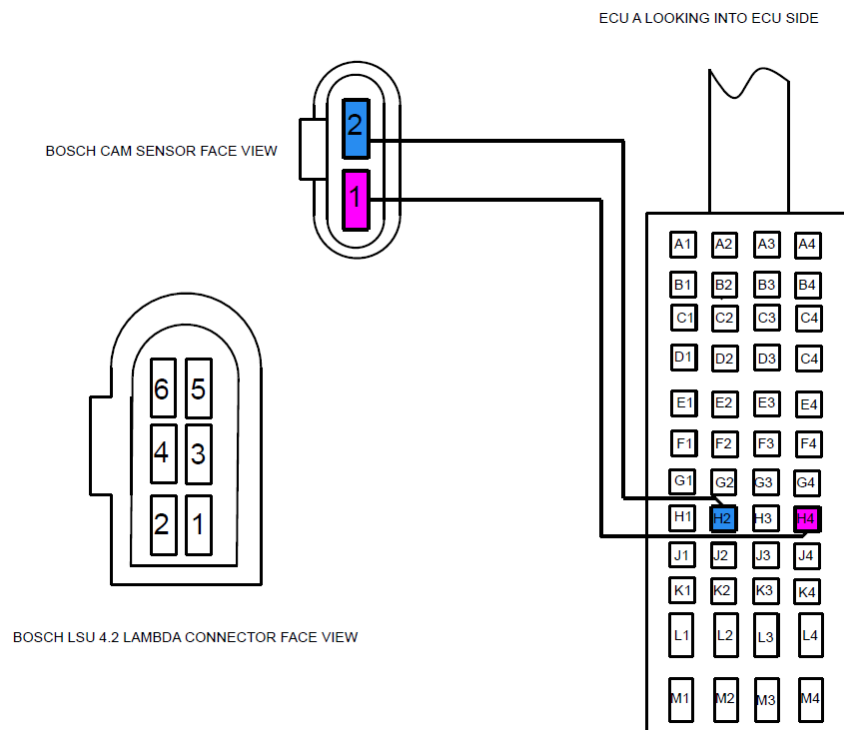 ECU A LOOKING INTO ECU SIDE
BOSCH CAM SENSOR FACE VIEW
2
1
6 5
4 3
2 1
BOSCH LSU 4.2 LAMBDA CONNECTOR FACE VIEW
A1 A2 A3 A4
B1 B2 B3 B4
C1 C2 C3 C4
D1 D2 D3 C4
E1 E2 E3 E4
F1 F2 F3 F4
G1 G2 G3 G4
H1 H2 H3 H4
J1 J2 J3 J4
K1 K2 K3 K4
L1 L2 L3 L4
M1 M2 M3 M4